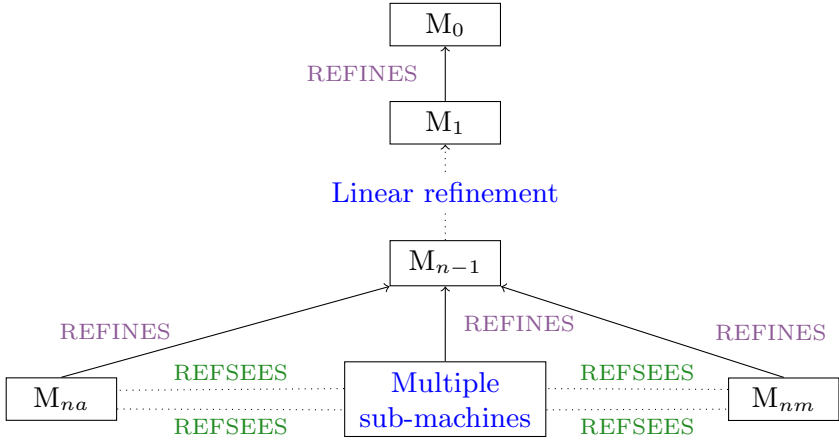 M₀
REFINES
M₁
Linear refinement
Mₙ₋₁
REFINES
REFINES
REFINES
REFSEES
REFSEES
Mₙₐ
Multiple
sub-machines
Mₙₘ
REFSEES
REFSEES